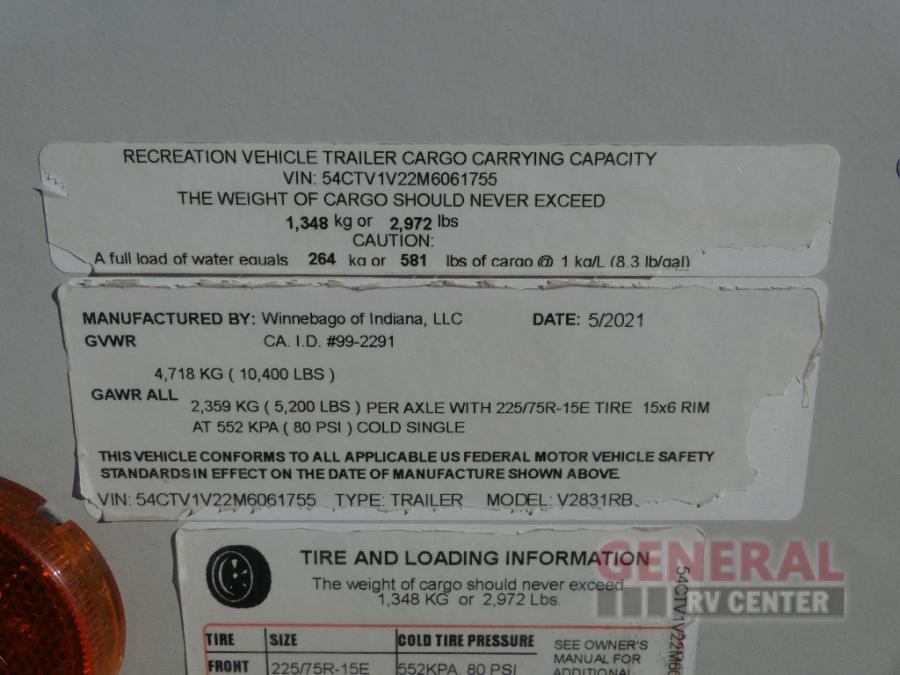 RECREATION VEHICLE TRAILER CARGO CARRYING CAPACITY
VIN: 54CTV1V22M6061755
THE WEIGHT OF CARGO SHOULD NEVER EXCEED
1,348 kg or 2,972 lbs
CAUTION:
A full load of water equals 264 kg or 581 lbs of cargo @ 1 kg/L (8.3 lb/gal)
MANUFACTURED BY: Winnebago of Indiana, LLC DATE: 5/2021
GVWR CA. I.D. #99-2291
4,718 KG ( 10,400 LBS )
GAWR ALL
2,359 KG ( 5,200 LBS ) PER AXLE WITH 225/75R-15E TIRE 15x6 RIM
AT 552 KPA ( 80 PSI ) COLD SINGLE
THIS VEHICLE CONFORMS TO ALL APPLICABLE US FEDERAL MOTOR VEHICLE SAFETY
STANDARDS IN EFFECT ON THE DATE OF MANUFACTURE SHOWN ABOVE.
VIN: 54CTV1V22M6061755 TYPE: TRAILER MODEL: V2831RB
TIRE AND LOADING INFORMATION
The weight of cargo should never exceed
1,348 KG or 2,972 Lbs.
TIRE SIZE COLD TIRE PRESSURE SEE OWNER'S
MANUAL FOR
FRONT 225/75R-15E 552KPA, 80 PSI ADDITIONAL
54CTV1V22M60
GENERAL
RV CENTER